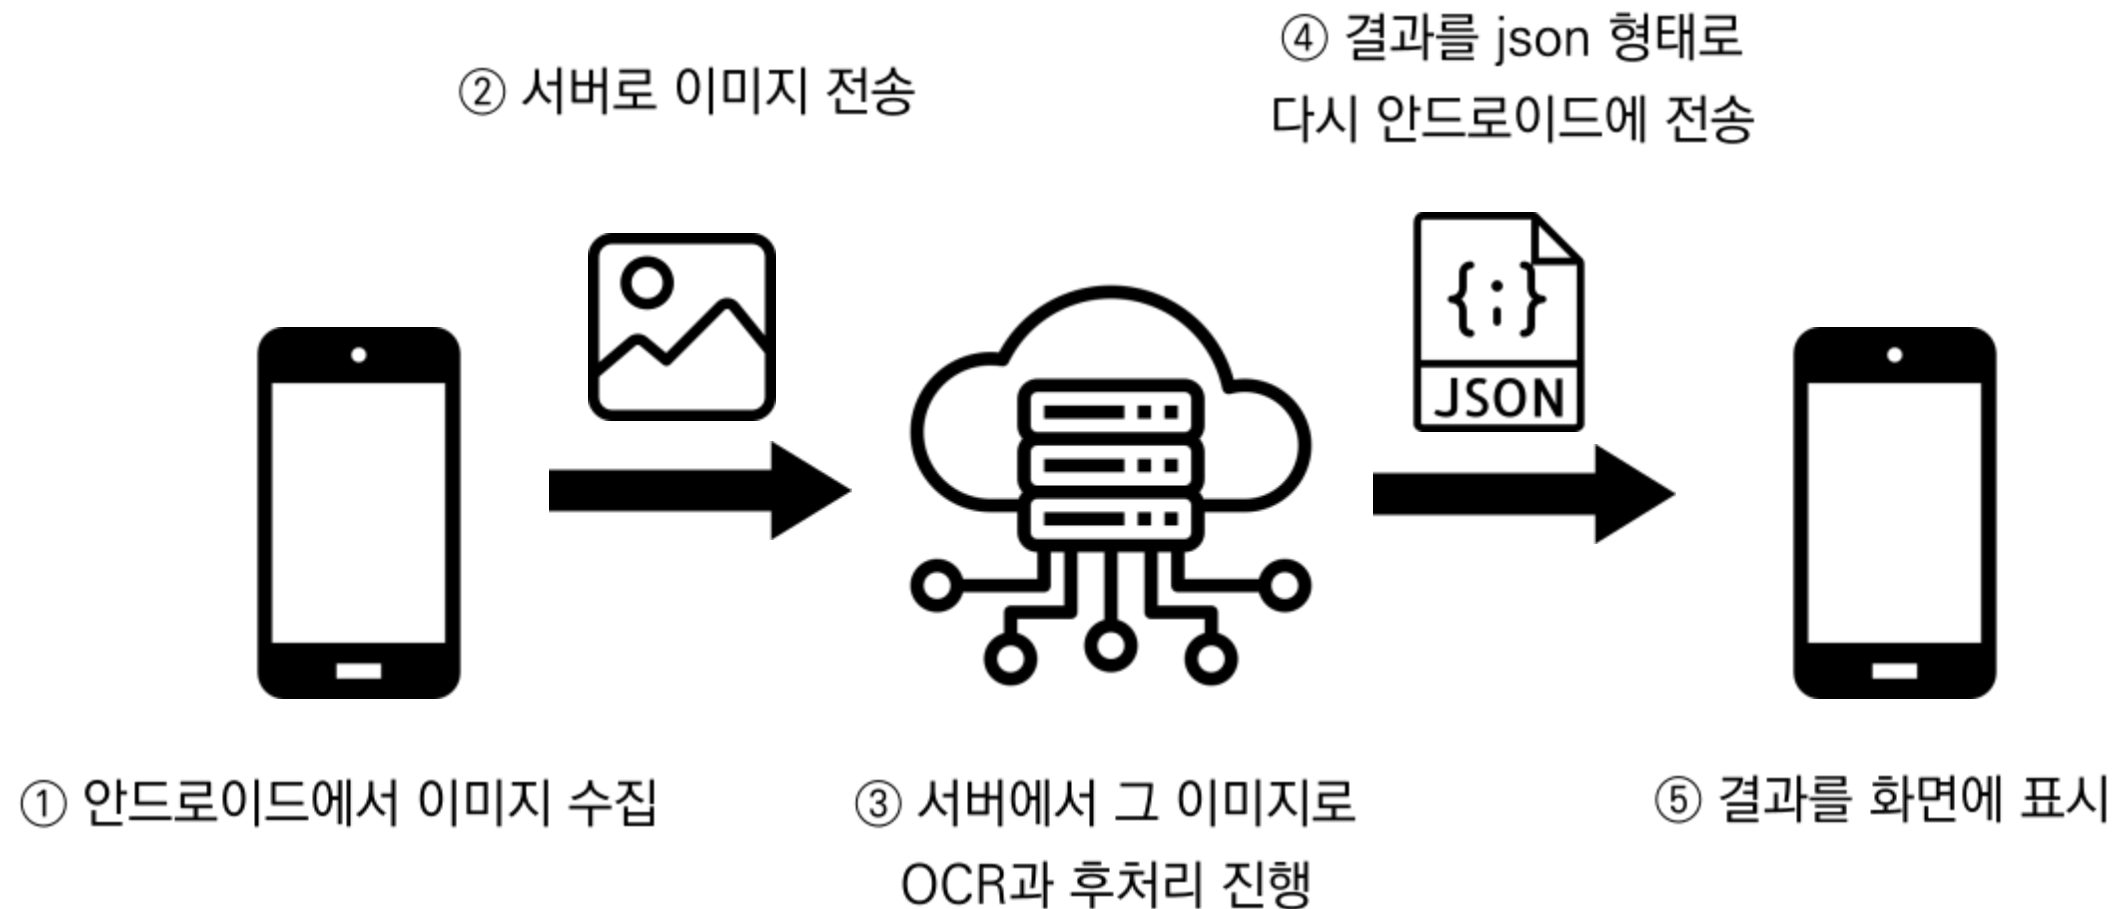 ① 안드로이드에서 이미지 수집
② 서버로 이미지 전송
③ 서버에서 그 이미지로
OCR과 후처리 진행
④ 결과를 json 형태로
다시 안드로이드에 전송
{;}
JSON
⑤ 결과를 화면에 표시